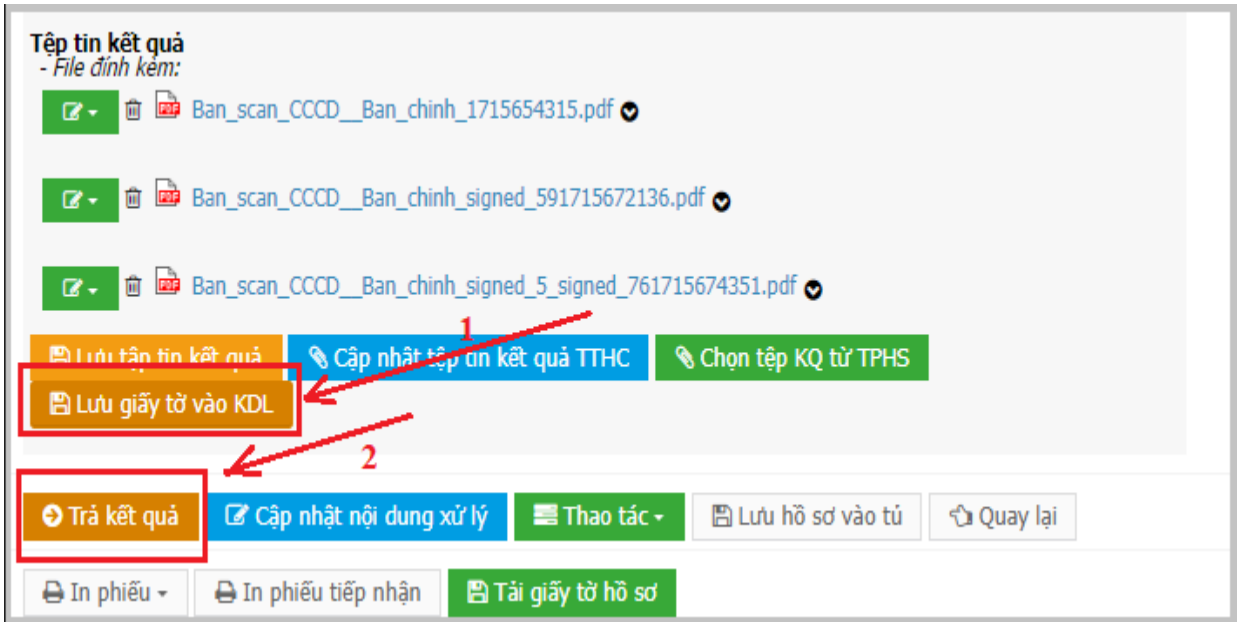 Tệp tin kết quả
- File đính kèm:
Ban_scan_CCCD__Ban_chinh_1715654315.pdf
Ban_scan_CCCD__Ban_chinh_signed_591715672136.pdf
Ban_scan_CCCD__Ban_chinh_signed_5_signed_761715674351.pdf
1
Lưu tập tin kết quả Cập nhật tệp tin kết quả TTHC Chọn tệp KQ từ TPHS
Lưu giấy tờ vào KDL
2
Trả kết quả Cập nhật nội dung xử lý Thao tác Lưu hồ sơ vào tủ Quay lại
In phiếu In phiếu tiếp nhận Tải giấy tờ hồ sơ